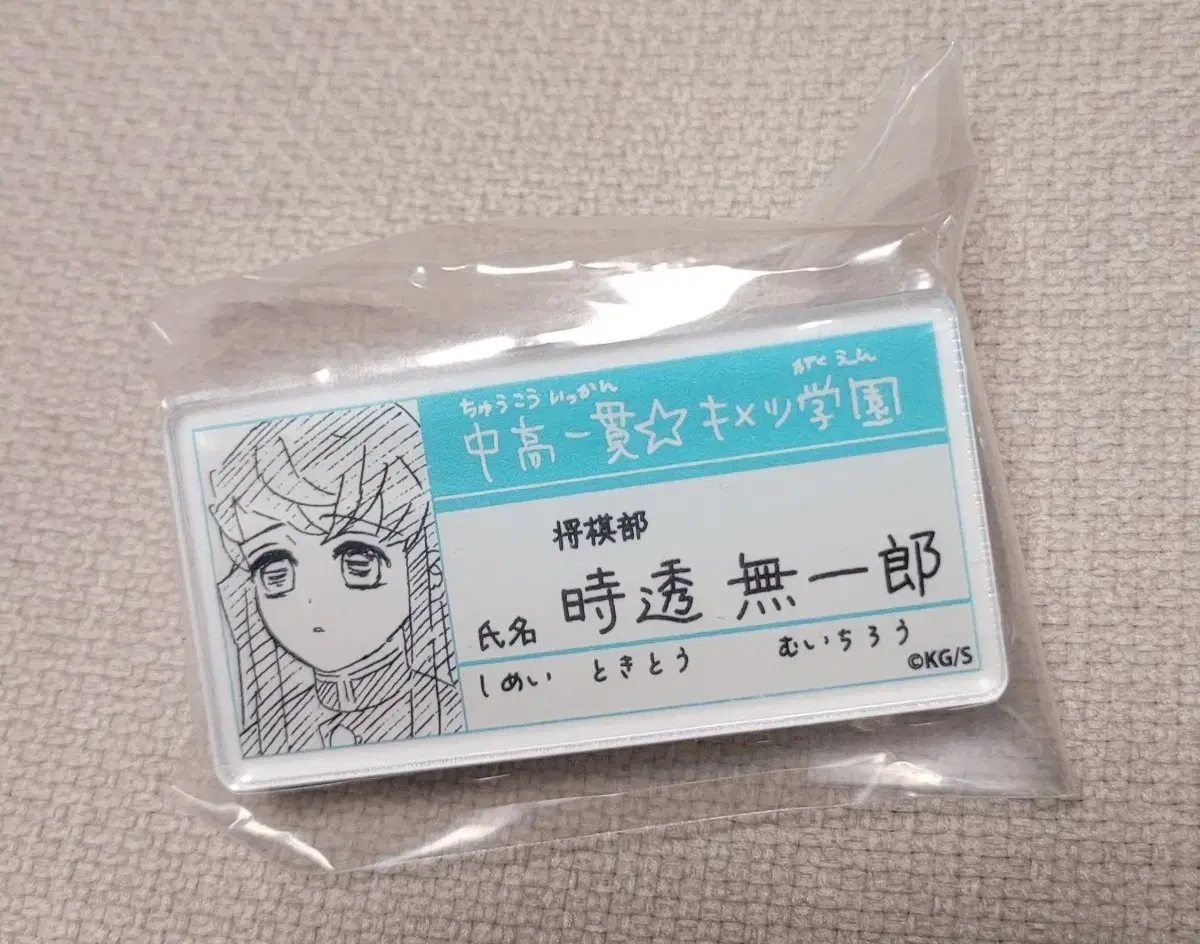 ちゅうこういっかん がくえん
中高一貫☆キメツ学園
将棋部
氏名 時透 無一郎
しめい ときとう むいちろう
©KG/S